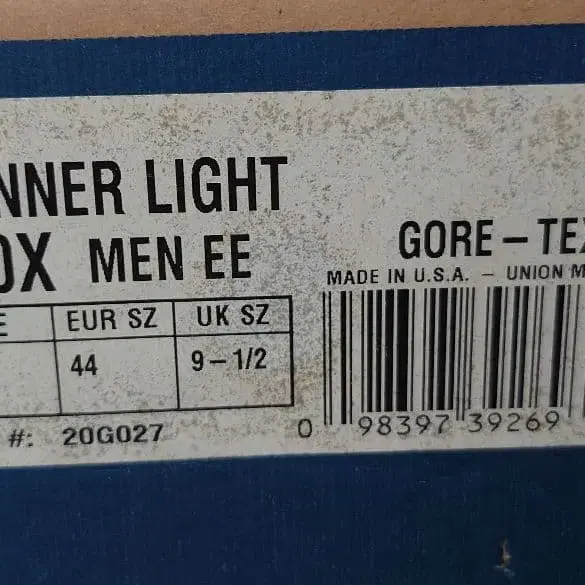 NNER LIGHT
OX MEN EE
GORE-TEX
MADE IN U.S.A. - UNION M
E EUR SZ UK SZ
44 9-1/2
#: 20G027
0 98397 39269